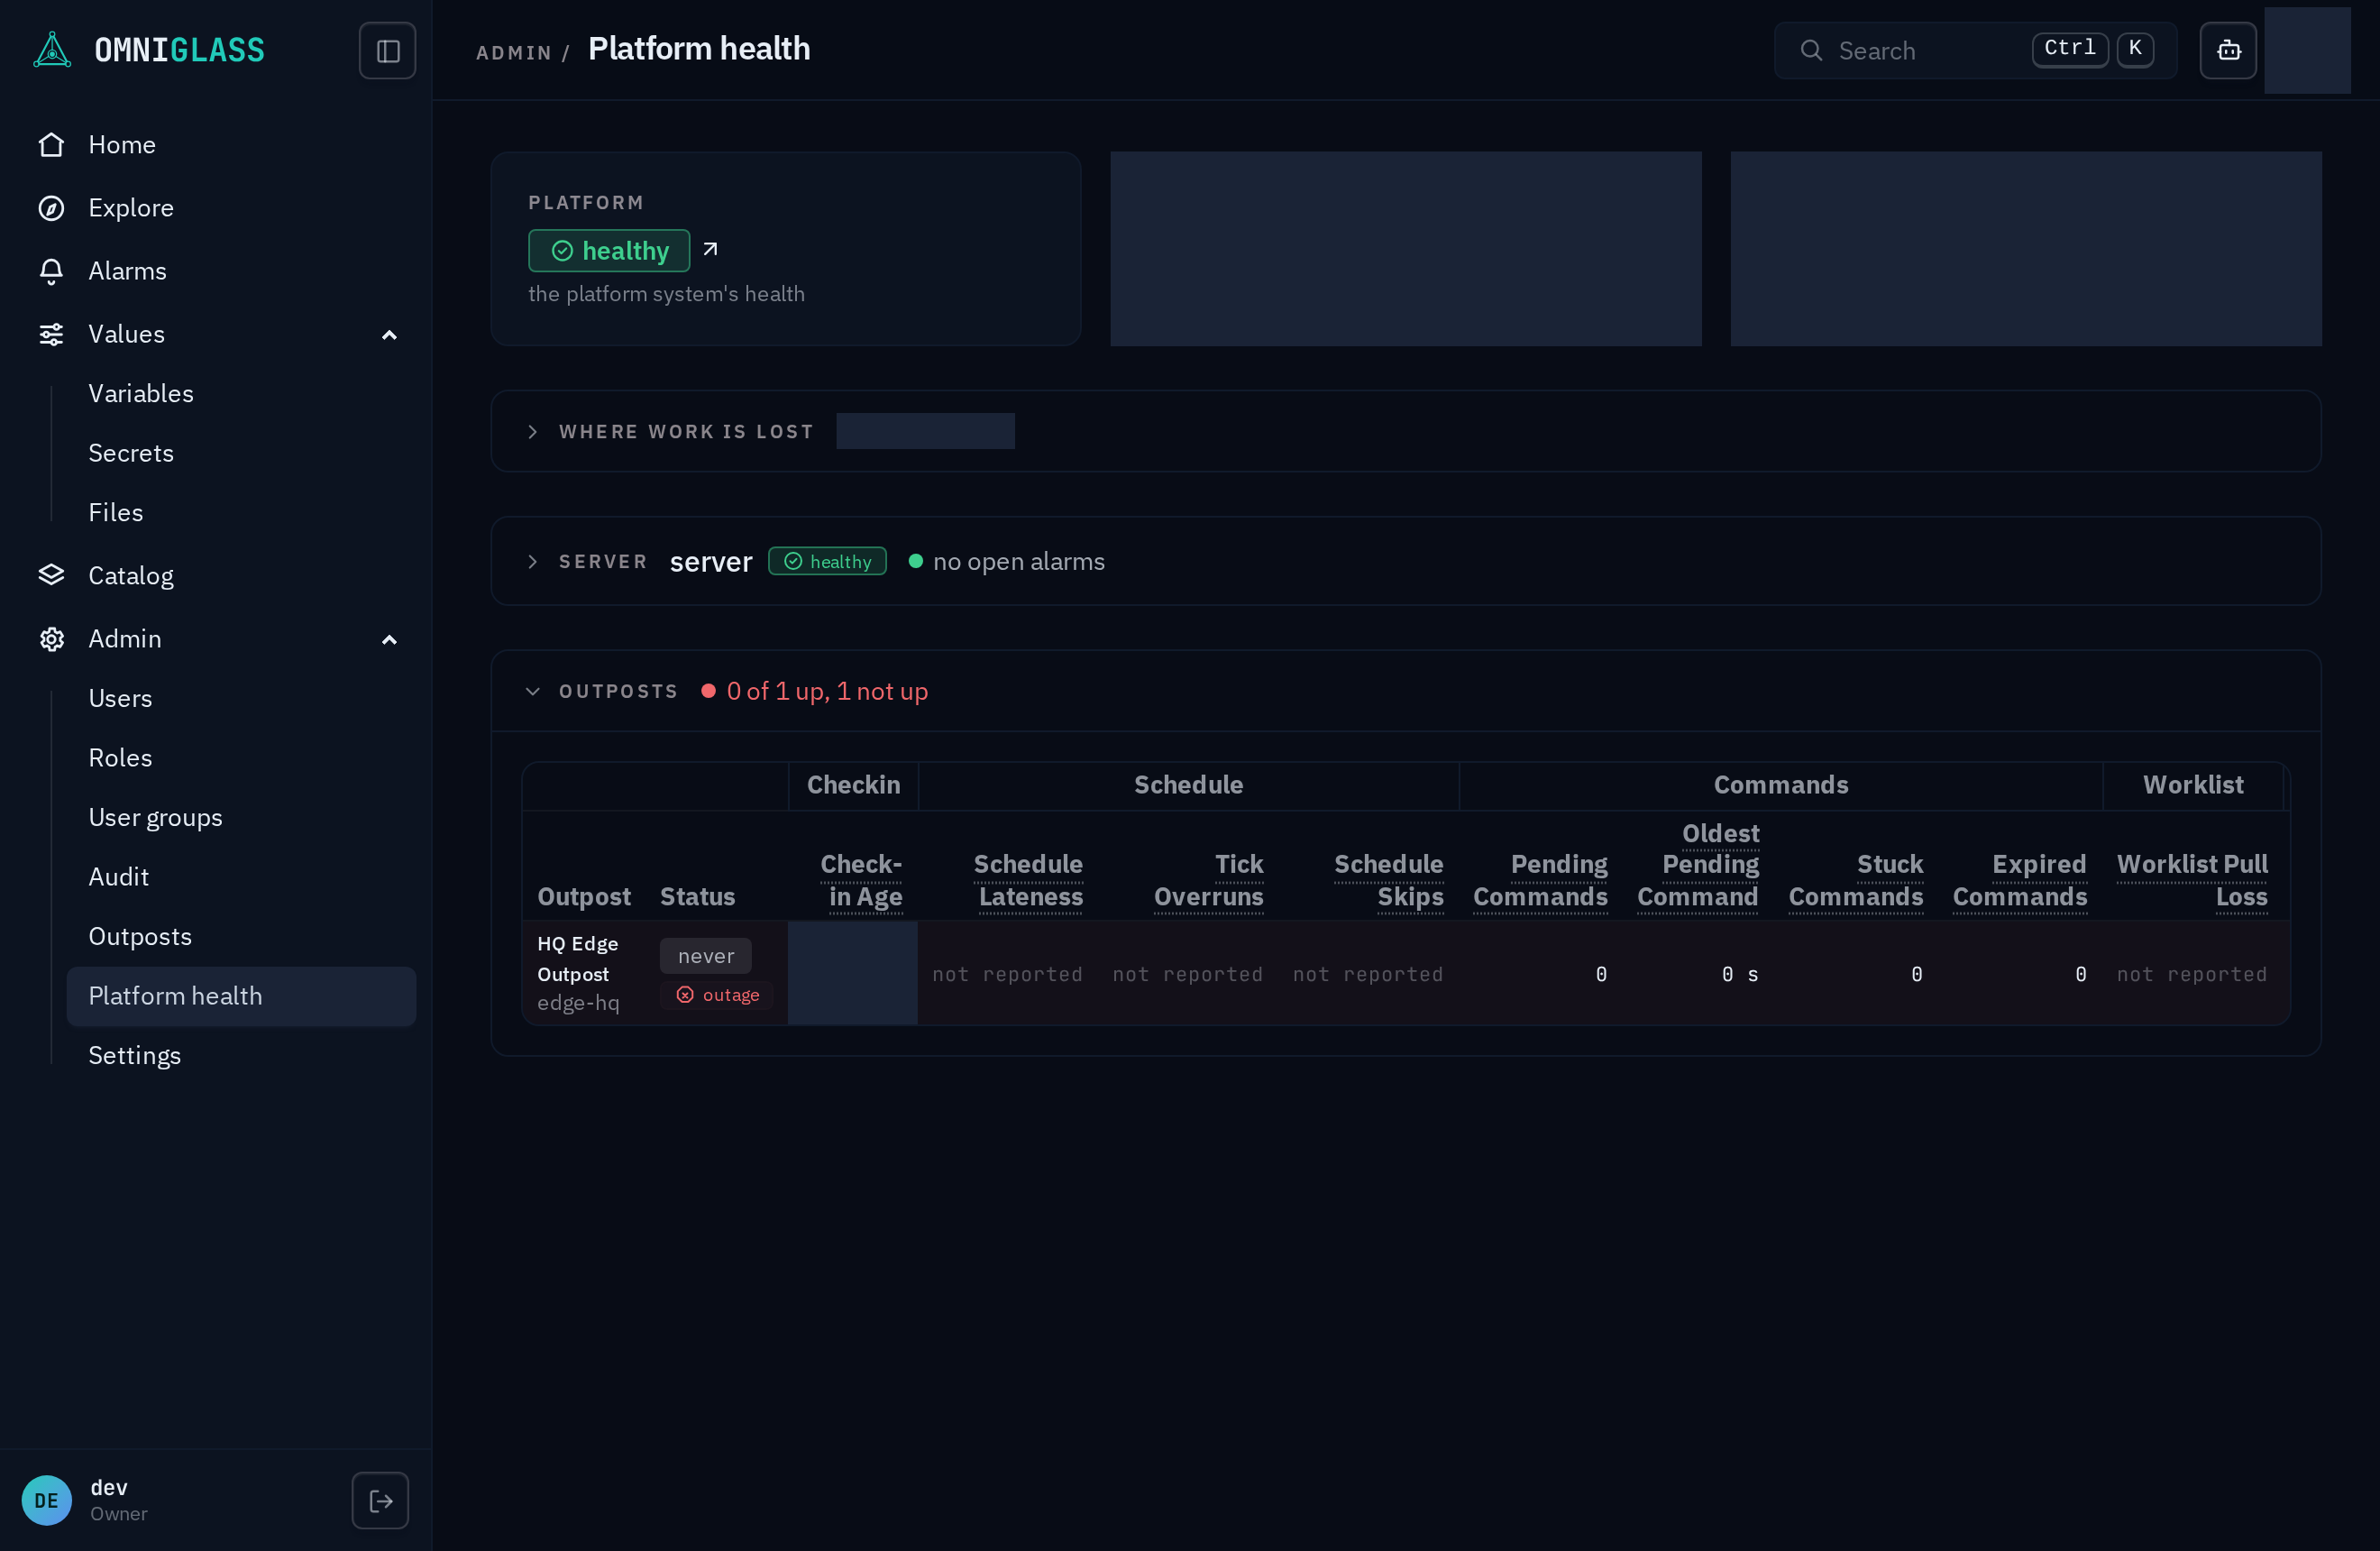 OMNIGLASS
ADMIN / Platform health
Search Ctrl K
Home
Explore
Alarms
Values
Variables
Secrets
Files
Catalog
Admin
Users
Roles
User groups
Audit
Outposts
Platform health
Settings
DE dev
Owner
PLATFORM
healthy
the platform system's health
WHERE WORK IS LOST
SERVER server healthy no open alarms
OUTPOSTS 0 of 1 up, 1 not up
Checkin Schedule Commands Worklist
Outpost Status Check-in Age Schedule Lateness Tick Overruns Schedule Skips Pending Commands Oldest Pending Command Stuck Commands Expired Commands Worklist Pull Loss
HQ Edge Outpost never not reported not reported not reported 0 0 s 0 0 not reported
edge-hq outage